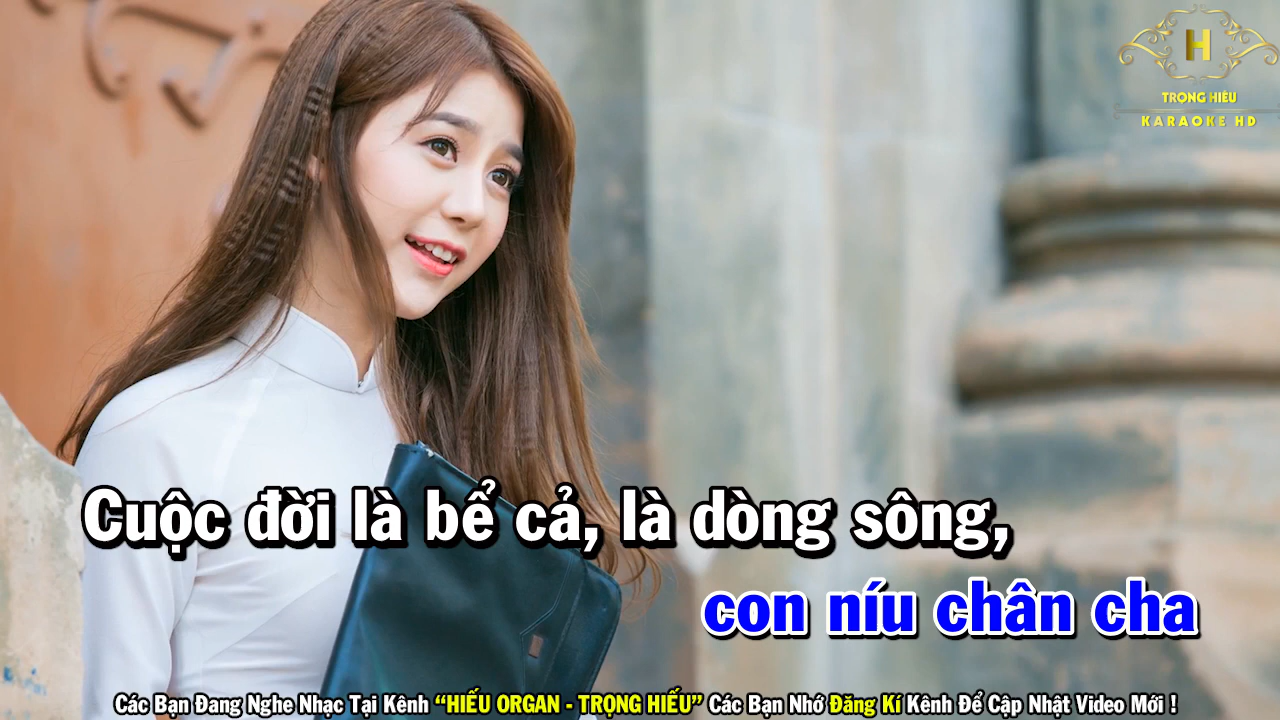 H
TRỌNG HIẾU
KARAOKE HD
Cuộc đời là bể cả, là dòng sông,
con níu chân cha
Các Bạn Đang Nghe Nhạc Tại Kênh “HIẾU ORGAN - TRỌNG HIẾU” Các Bạn Nhớ Đăng Kí Kênh Để Cập Nhật Video Mới !